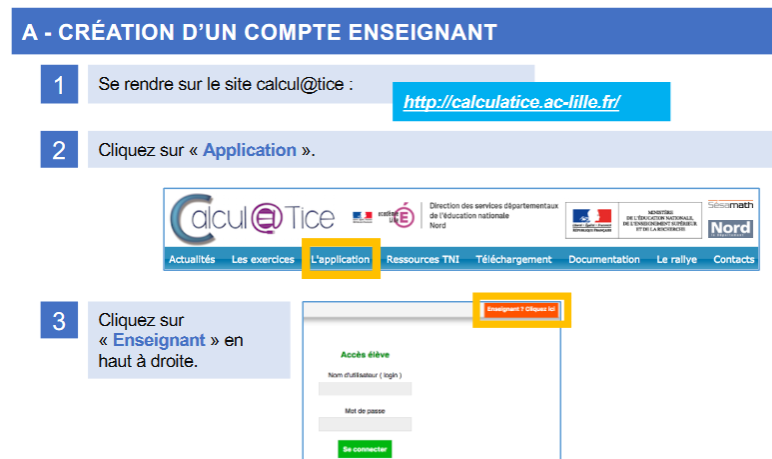 A - CRÉATION D'UN COMPTE ENSEIGNANT
1
Se rendre sur le site calcul@tice :
http://calculatice.ac-lille.fr/
2
Cliquez sur « Application ».
Calcul@Tice
Direction des services départementaux
de l'éducation nationale
Nord
MINISTÈRE
DE L'ÉDUCATION NATIONALE,
DE L'ENSEIGNEMENT SUPÉRIEUR
ET DE LA RECHERCHE
Sésamath
Nord
Actualités Les exercices L'application Ressources TNI Téléchargement Documentation Le rallye Contacts
3
Cliquez sur
« Enseignant » en
haut à droite.
Enseignant ? Cliquez ici
Accès élève
Nom d'utilisateur ( login )
Mot de passe
Se connecter